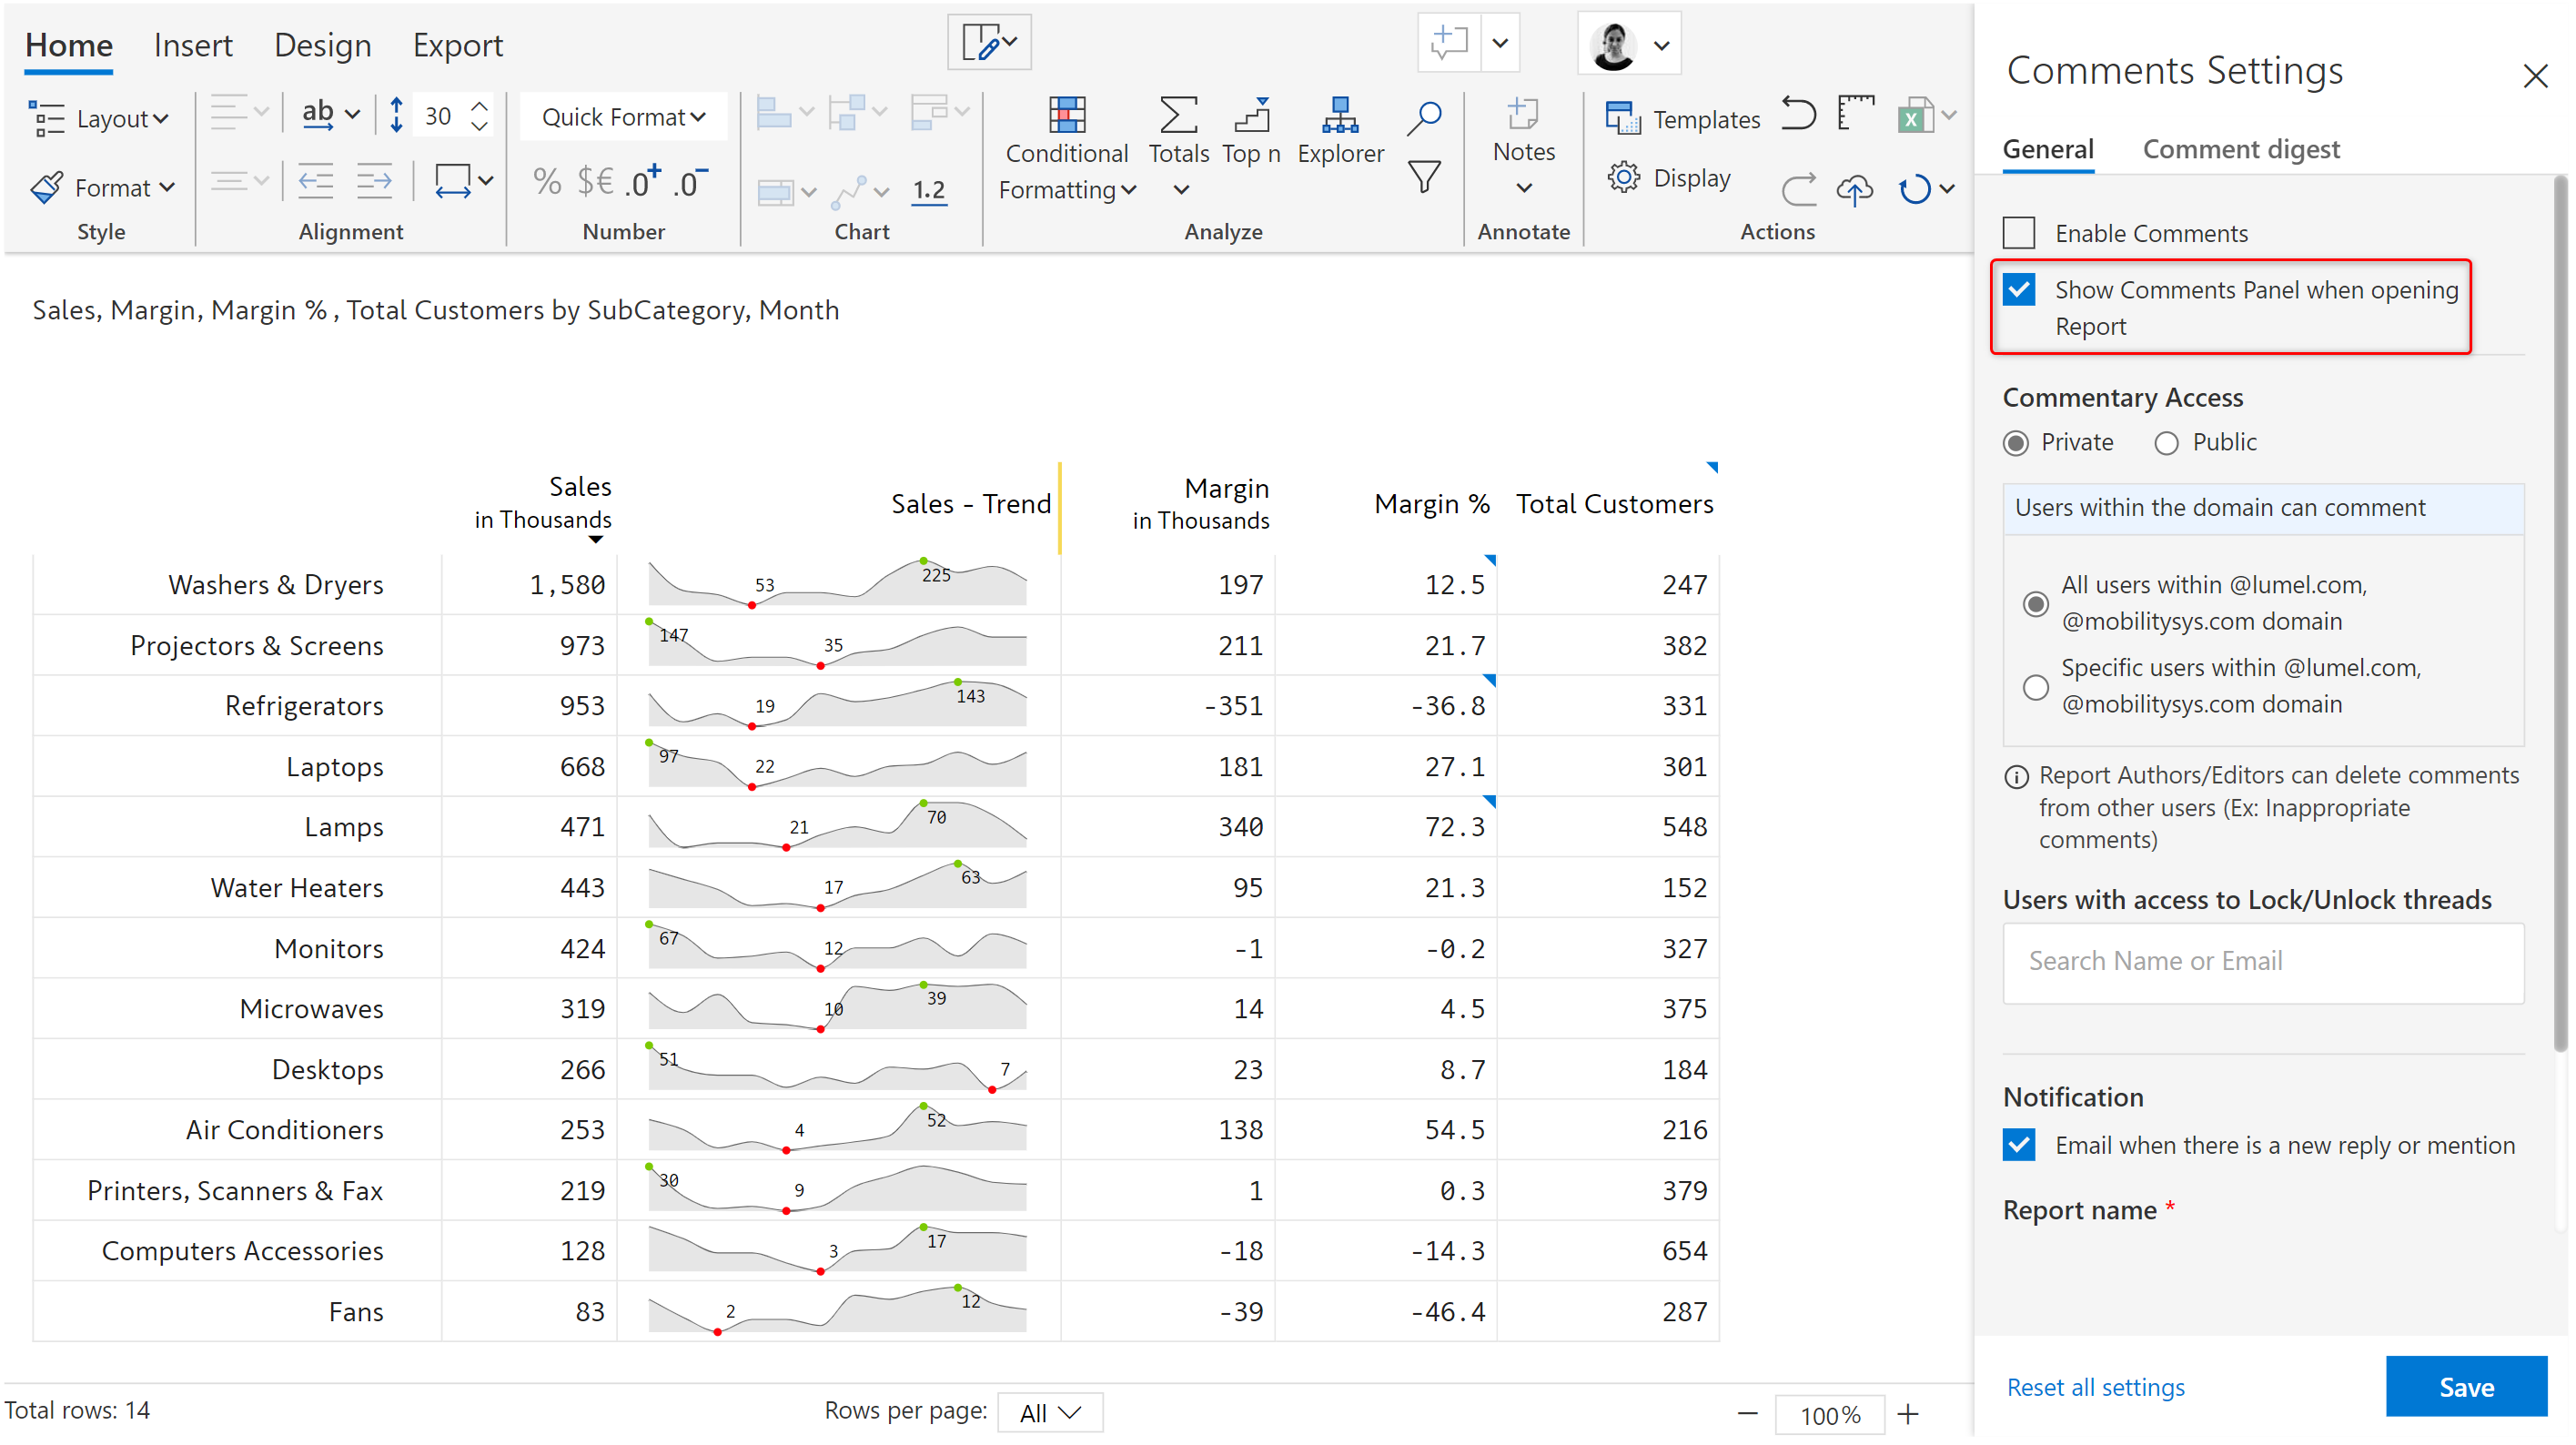 Home Insert Design Export
Layout ab 30 Quick Format
Format % $€ .0+ .0- 1.2
Conditional Formatting Totals Top n Explorer Notes Templates Display
Style Alignment Number Chart Analyze Annotate Actions
Sales, Margin, Margin % , Total Customers by SubCategory, Month
Sales in Thousands Sales - Trend Margin in Thousands Margin % Total Customers
Washers & Dryers 1,580 53 225 197 12.5 247
Projectors & Screens 973 147 35 211 21.7 382
Refrigerators 953 19 143 -351 -36.8 331
Laptops 668 97 22 181 27.1 301
Lamps 471 21 70 340 72.3 548
Water Heaters 443 17 63 95 21.3 152
Monitors 424 67 12 -1 -0.2 327
Microwaves 319 10 39 14 4.5 375
Desktops 266 51 7 23 8.7 184
Air Conditioners 253 4 52 138 54.5 216
Printers, Scanners & Fax 219 30 9 1 0.3 379
Computers Accessories 128 3 17 -18 -14.3 654
Fans 83 2 12 -39 -46.4 287
Total rows: 14 Rows per page: All 100%
Comments Settings
General Comment digest
Enable Comments
Show Comments Panel when opening
Report
Commentary Access
Private Public
Users within the domain can comment
All users within @lumel.com,
@mobilitysys.com domain
Specific users within @lumel.com,
@mobilitysys.com domain
Report Authors/Editors can delete comments
from other users (Ex: Inappropriate
comments)
Users with access to Lock/Unlock threads
Search Name or Email
Notification
Email when there is a new reply or mention
Report name *
Reset all settings Save